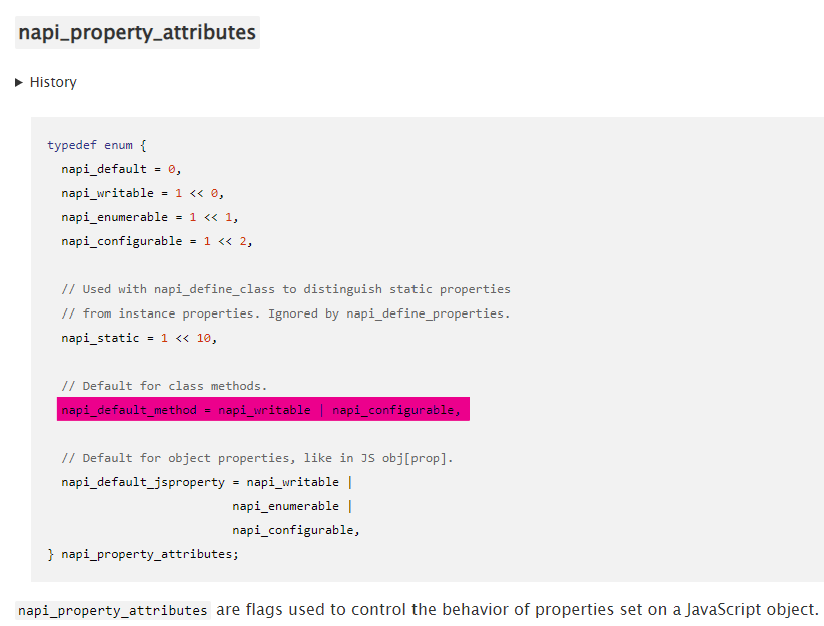 napi_property_attributes
▶ History
typedef enum {
  napi_default = 0,
  napi_writable = 1 << 0,
  napi_enumerable = 1 << 1,
  napi_configurable = 1 << 2,

  // Used with napi_define_class to distinguish static properties
  // from instance properties. Ignored by napi_define_properties.
  napi_static = 1 << 10,

  // Default for class methods.
  napi_default_method = napi_writable | napi_configurable,

  // Default for object properties, like in JS obj[prop].
  napi_default_jsproperty = napi_writable |
                          napi_enumerable |
                          napi_configurable,
} napi_property_attributes;
napi_property_attributes are flags used to control the behavior of properties set on a JavaScript object.